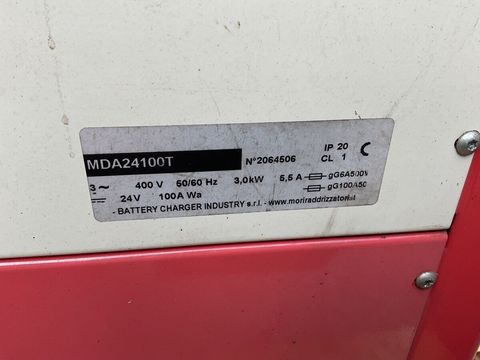 MDA24100T N°2064506 IP 20 C
CL 1
3~ 400 V 50/60 Hz 3,0kW 5,5 A gG6A500V
24V 100A Wa gG100A50
- BATTERY CHARGER INDUSTRY s.r.l. - www.moriraddrizzatori.it